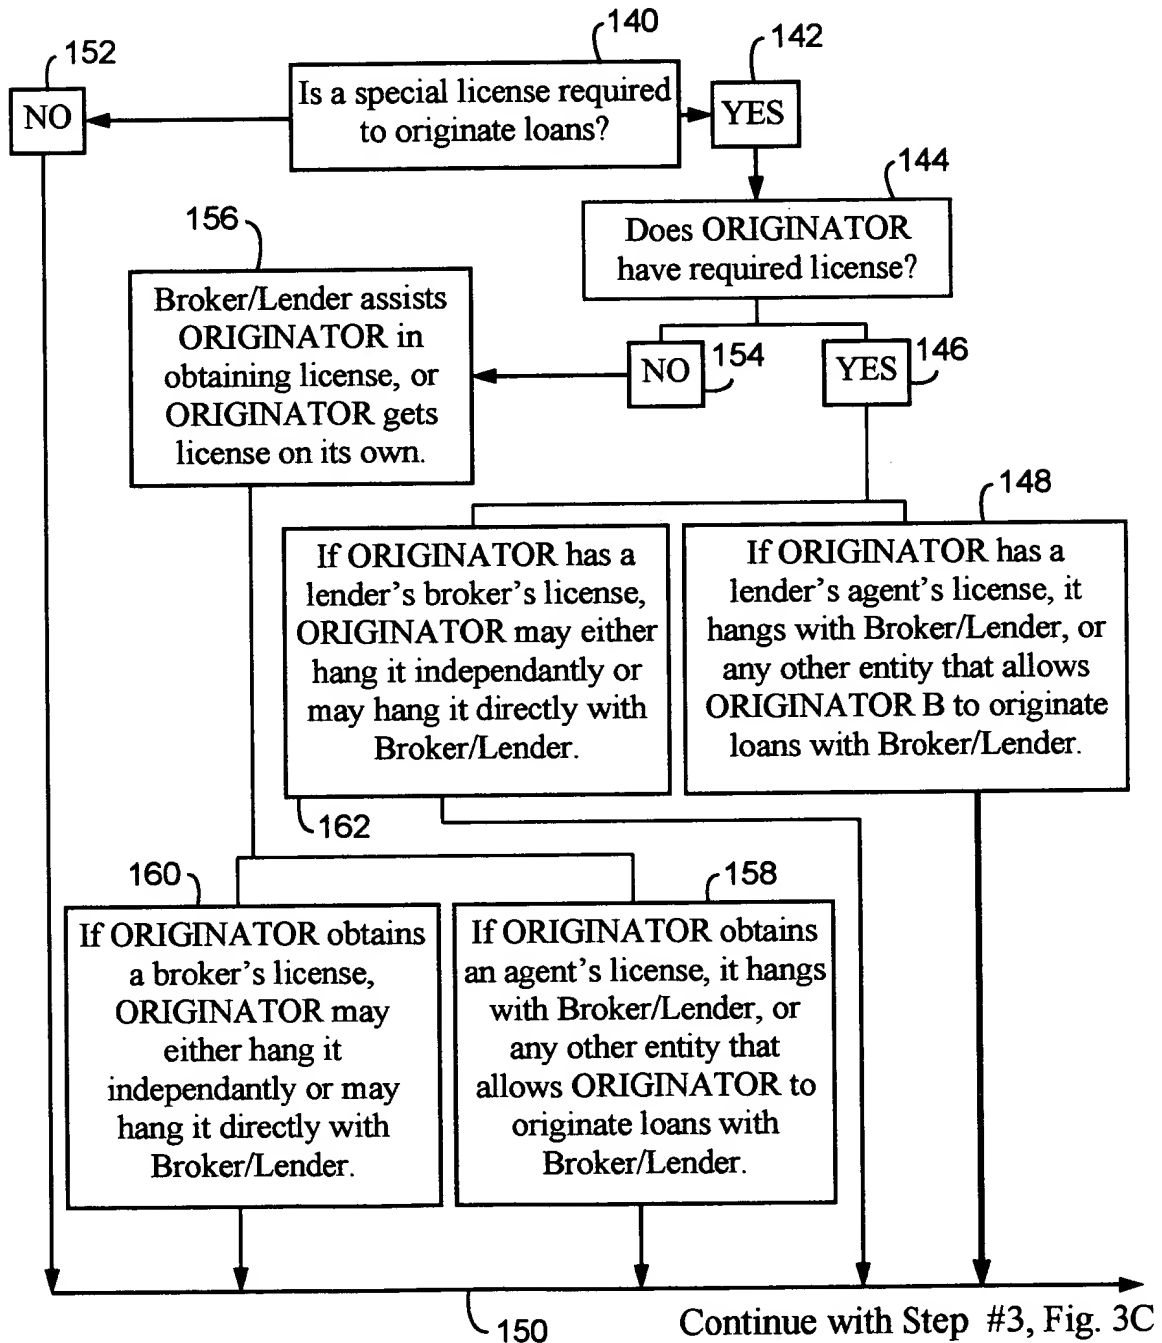 140
142
152
Is a special license required
to originate loans?
NO
YES
144
156
Does ORIGINATOR
have required license?
Broker/Lender assists
ORIGINATOR in
obtaining license, or
ORIGINATOR gets
license on its own.
NO
154
YES
146
148
If ORIGINATOR has a
lender's broker's license,
ORIGINATOR may either
hang it independantly or
may hang it directly with
Broker/Lender.
If ORIGINATOR has a
lender's agent's license, it
hangs with Broker/Lender, or
any other entity that allows
ORIGINATOR B to originate
loans with Broker/Lender.
162
160
158
If ORIGINATOR obtains
a broker's license,
ORIGINATOR may
either hang it
independantly or may
hang it directly with
Broker/Lender.
If ORIGINATOR obtains
an agent's license, it hangs
with Broker/Lender, or
any other entity that
allows ORIGINATOR to
originate loans with
Broker/Lender.
150
Continue with Step #3, Fig. 3C